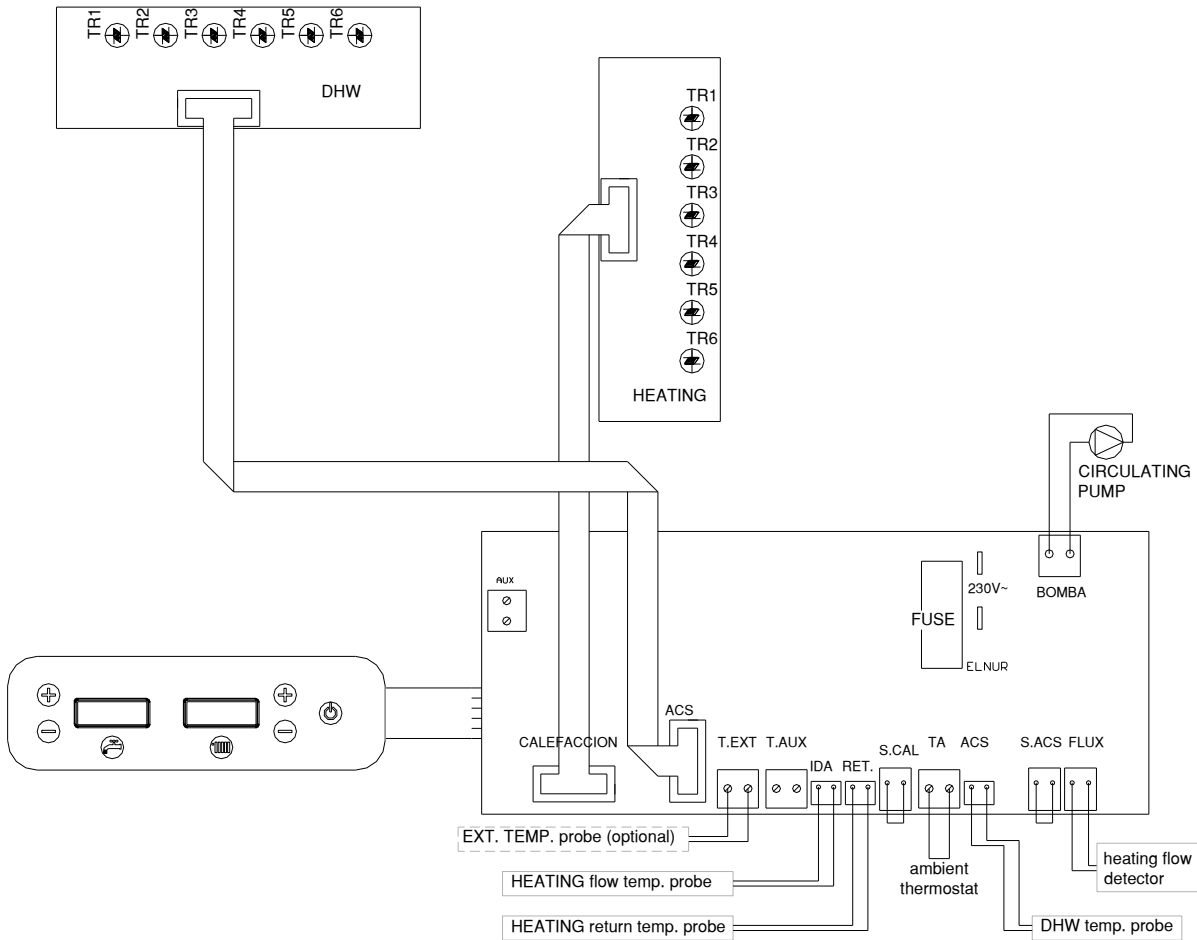 TR1 TR2 TR3 TR4 TR5 TR6
DHW
TR1
TR2
TR3
TR4
TR5
TR6
HEATING
CIRCULATING
PUMP
AUX
230V~
BOMBA
FUSE
ELNUR
ACS
CALEFACCION
T.EXT T.AUX
IDA RET.
S.CAL
TA ACS
S.ACS FLUX
EXT. TEMP. probe (optional)
HEATING flow temp. probe
HEATING return temp. probe
ambient
thermostat
heating flow
detector
DHW temp. probe